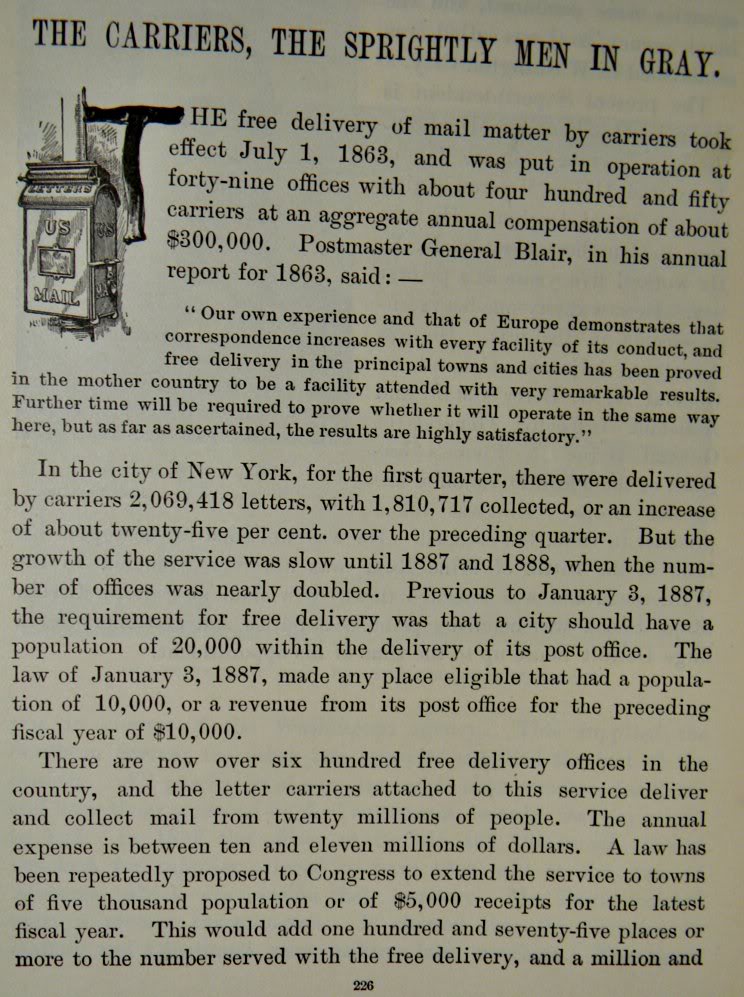 THE CARRIERS, THE SPRIGHTLY MEN IN GRAY.
THE free delivery of mail matter by carriers took
effect July 1, 1863, and was put in operation at
forty-nine offices with about four hundred and fifty
carriers at an aggregate annual compensation of about
$300,000. Postmaster General Blair, in his annual
report for 1863, said: —
LETTERS
US
US
MAIL
"Our own experience and that of Europe demonstrates that
correspondence increases with every facility of its conduct, and
free delivery in the principal towns and cities has been proved
in the mother country to be a facility attended with very remarkable results.
Further time will be required to prove whether it will operate in the same way
here, but as far as ascertained, the results are highly satisfactory."
In the city of New York, for the first quarter, there were delivered
by carriers 2,069,418 letters, with 1,810,717 collected, or an increase
of about twenty-five per cent. over the preceding quarter. But the
growth of the service was slow until 1887 and 1888, when the num-
ber of offices was nearly doubled. Previous to January 3, 1887,
the requirement for free delivery was that a city should have a
population of 20,000 within the delivery of its post office. The
law of January 3, 1887, made any place eligible that had a popula-
tion of 10,000, or a revenue from its post office for the preceding
fiscal year of $10,000.
There are now over six hundred free delivery offices in the
country, and the letter carriers attached to this service deliver
and collect mail from twenty millions of people. The annual
expense is between ten and eleven millions of dollars. A law has
been repeatedly proposed to Congress to extend the service to towns
of five thousand population or of $5,000 receipts for the latest
fiscal year. This would add one hundred and seventy-five places or
more to the number served with the free delivery, and a million and
226